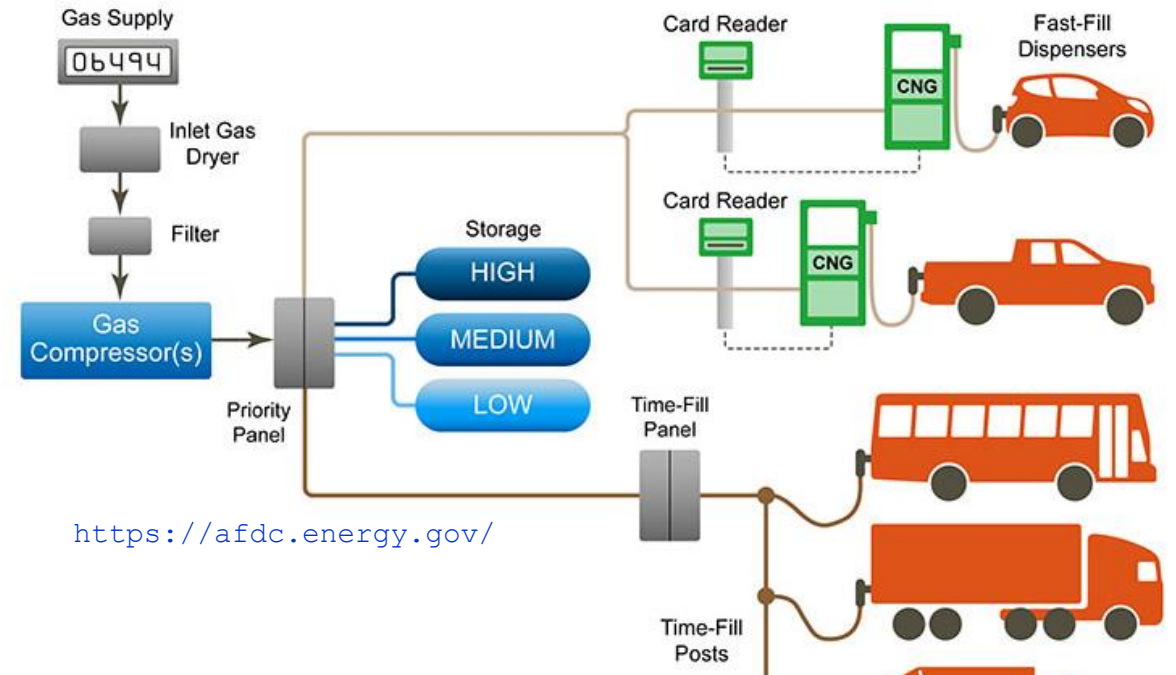 Gas Supply
06494
Inlet Gas
Dryer
Filter
Gas
Compressor(s)
Priority
Panel
Storage
HIGH
MEDIUM
LOW
Card Reader
CNG
Fast-Fill
Dispensers
Card Reader
CNG
Time-Fill
Panel
Time-Fill
Posts
https://afdc.energy.gov/